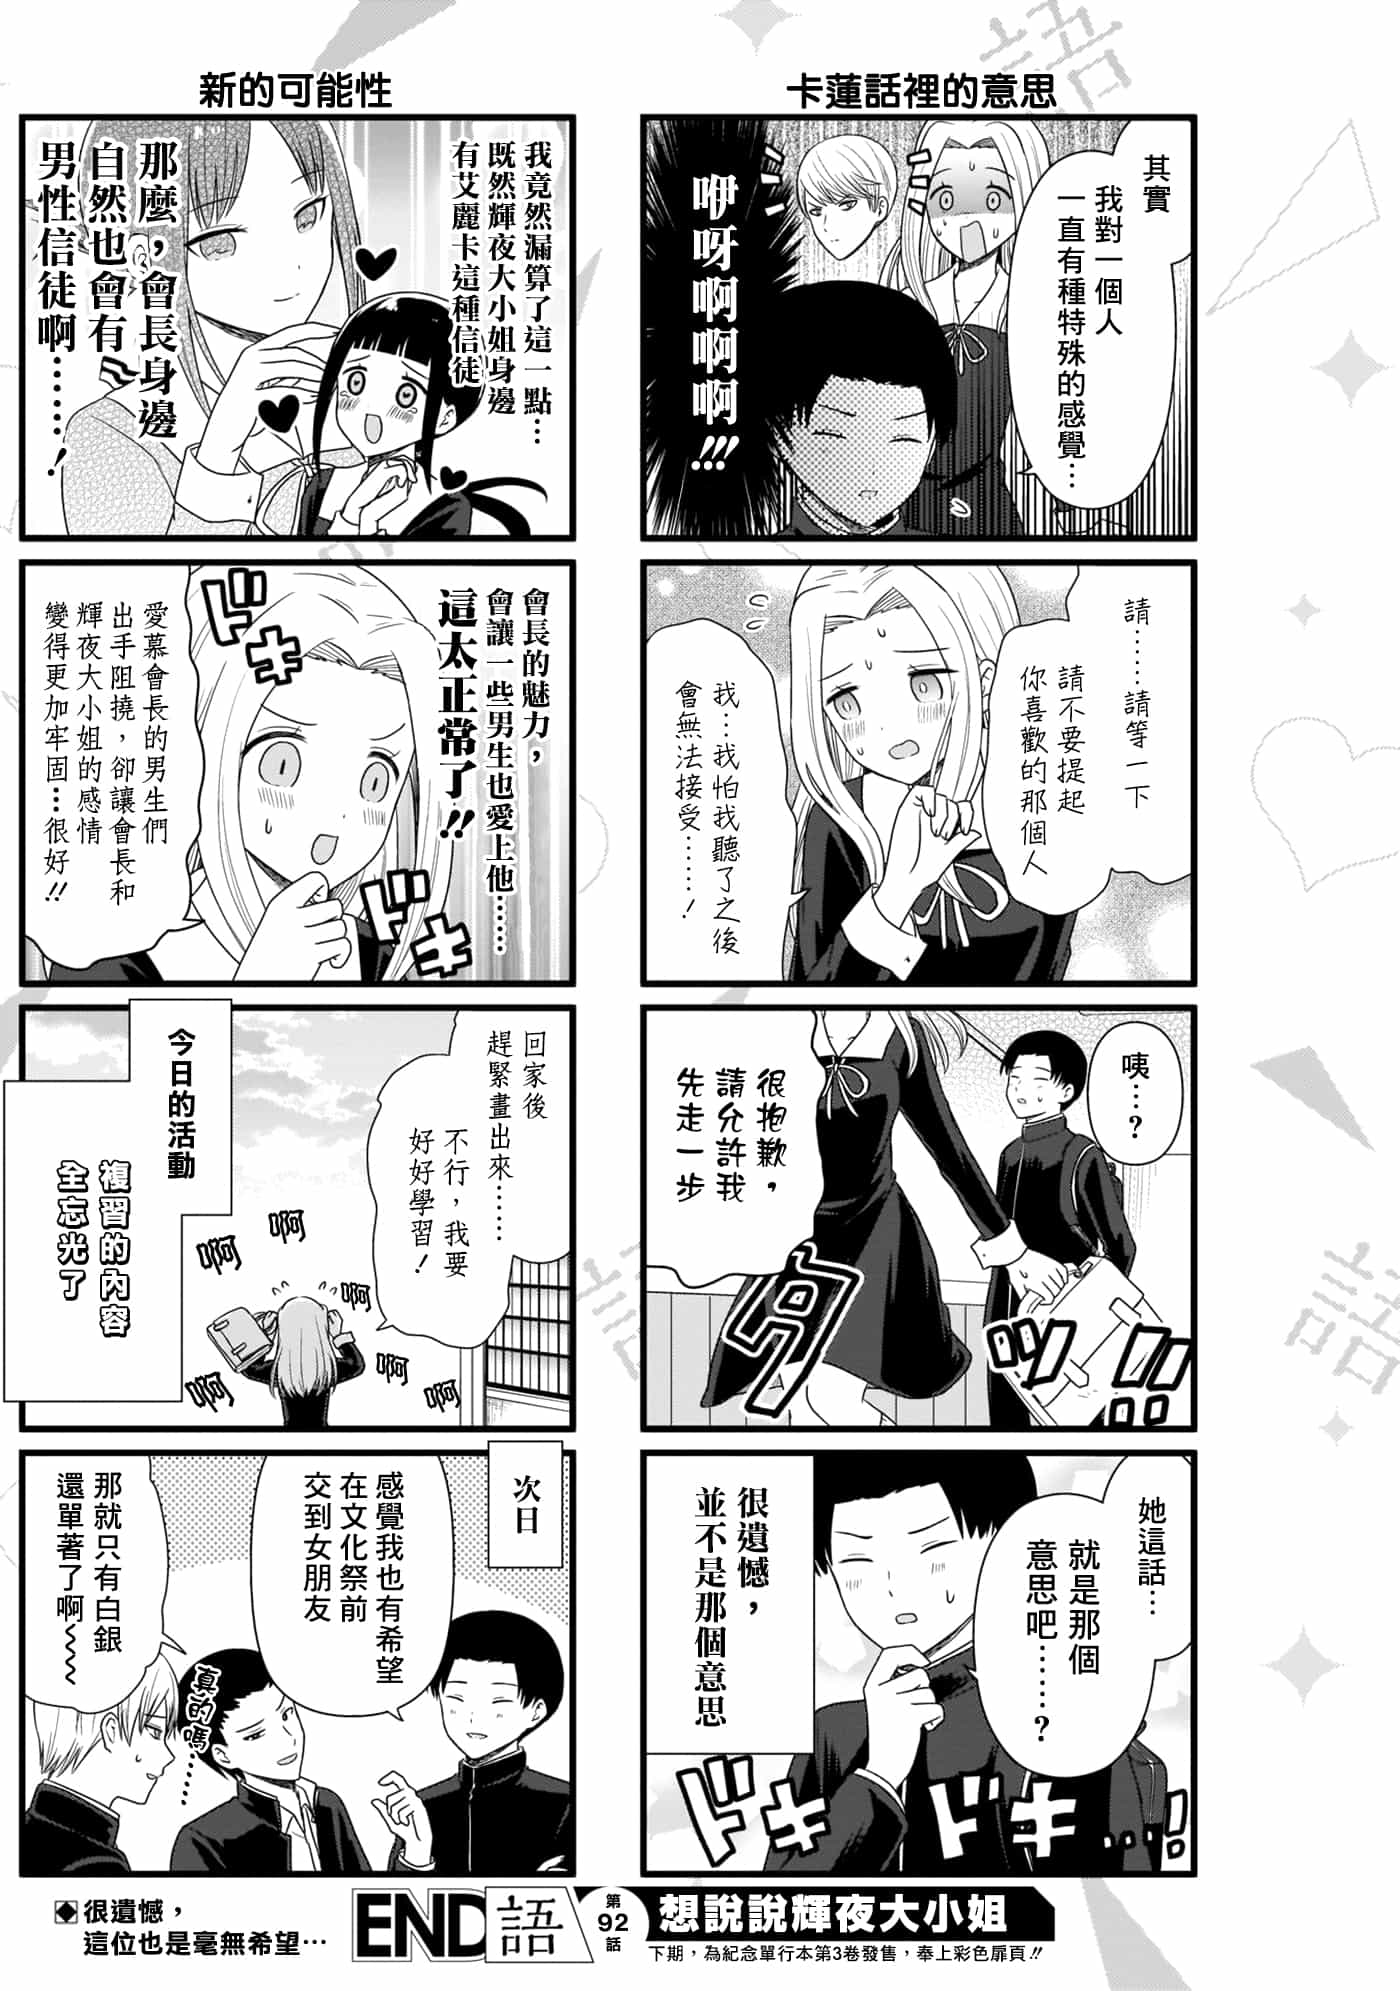 卡蓮話裡的意思
其實
我對一個人
一直有種特殊的感覺…
咿呀啊啊啊!!!
請……請等一下
請不要提起
你喜歡的那個人
我…我怕我聽了之後
會無法接受……!
咦…?
很抱歉，
請允許我
先走一步
ツッ!!
她這話…
就是那個
意思吧……?
很遺憾，
並不是那個意思
ドキ
ドキ…!
新的可能性
我竟然漏算了這一點…
既然輝夜大小姐身邊
有艾麗卡這種信徒
那麼，會長身邊
自然也會有
男性信徒啊……!
會長的魅力，
會讓一些男生也愛上他……
這太正常了!!
ドキ
ドキ
愛慕會長的男生們
出手阻撓，卻讓會長和
輝夜大小姐的感情
變得更加牢固…很好!!
回家後
趕緊畫出來……
不行，我要
好好學習!
啊
啊
啊
啊
啊
啊
今日的活動
複習的內容
全忘光了
次日
感覺我也有希望
在文化祭前
交到女朋友
真的嗎……
那就只有白銀
還單著了啊~~~
很遺憾，
這位也是毫無希望…
END
語
第
92
話
想說說輝夜大小姐
下期，為紀念單行本第3卷發售，奉上彩色扉頁!!